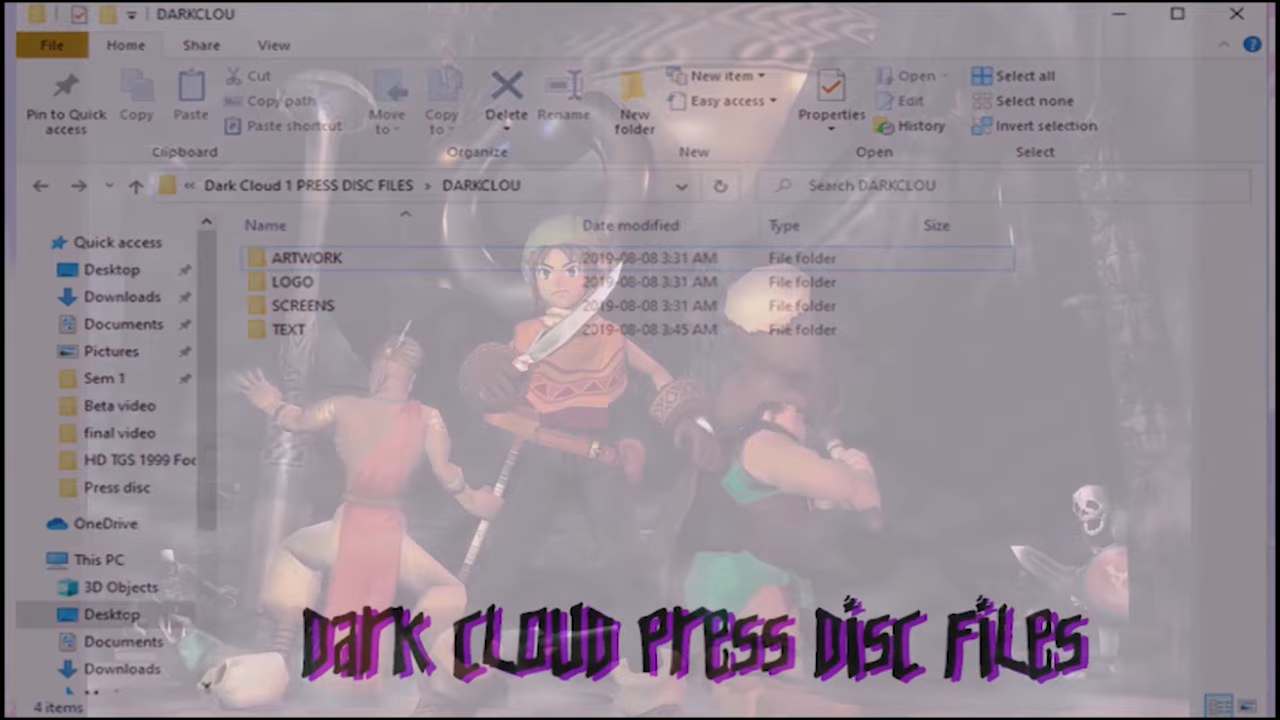 DARKCLOU
File Home Share View
Pin to Quick access
Copy
Paste
Cut
Copy path
Paste shortcut
Clipboard
Move to
Copy to
Delete
Rename
Organize
New folder
New item
Easy access
New
Properties
Open
Edit
History
Open
Select all
Select none
Invert selection
Select
« Dark Cloud 1 PRESS DISC FILES › DARKCLOU
Search DARKCLOU
Name Date modified Type Size
ARTWORK 2019-08-08 3:31 AM File folder
LOGO 2019-08-08 3:31 AM File folder
SCREENS 2019-08-08 3:31 AM File folder
TEXT 2019-08-08 3:45 AM File folder
Quick access
Desktop
Downloads
Documents
Pictures
Sem 1
Beta video
final video
HD TGS 1999 Foc
Press disc
OneDrive
This PC
3D Objects
Desktop
Documents
Downloads
4 items
Dark Cloud Press Disc Files